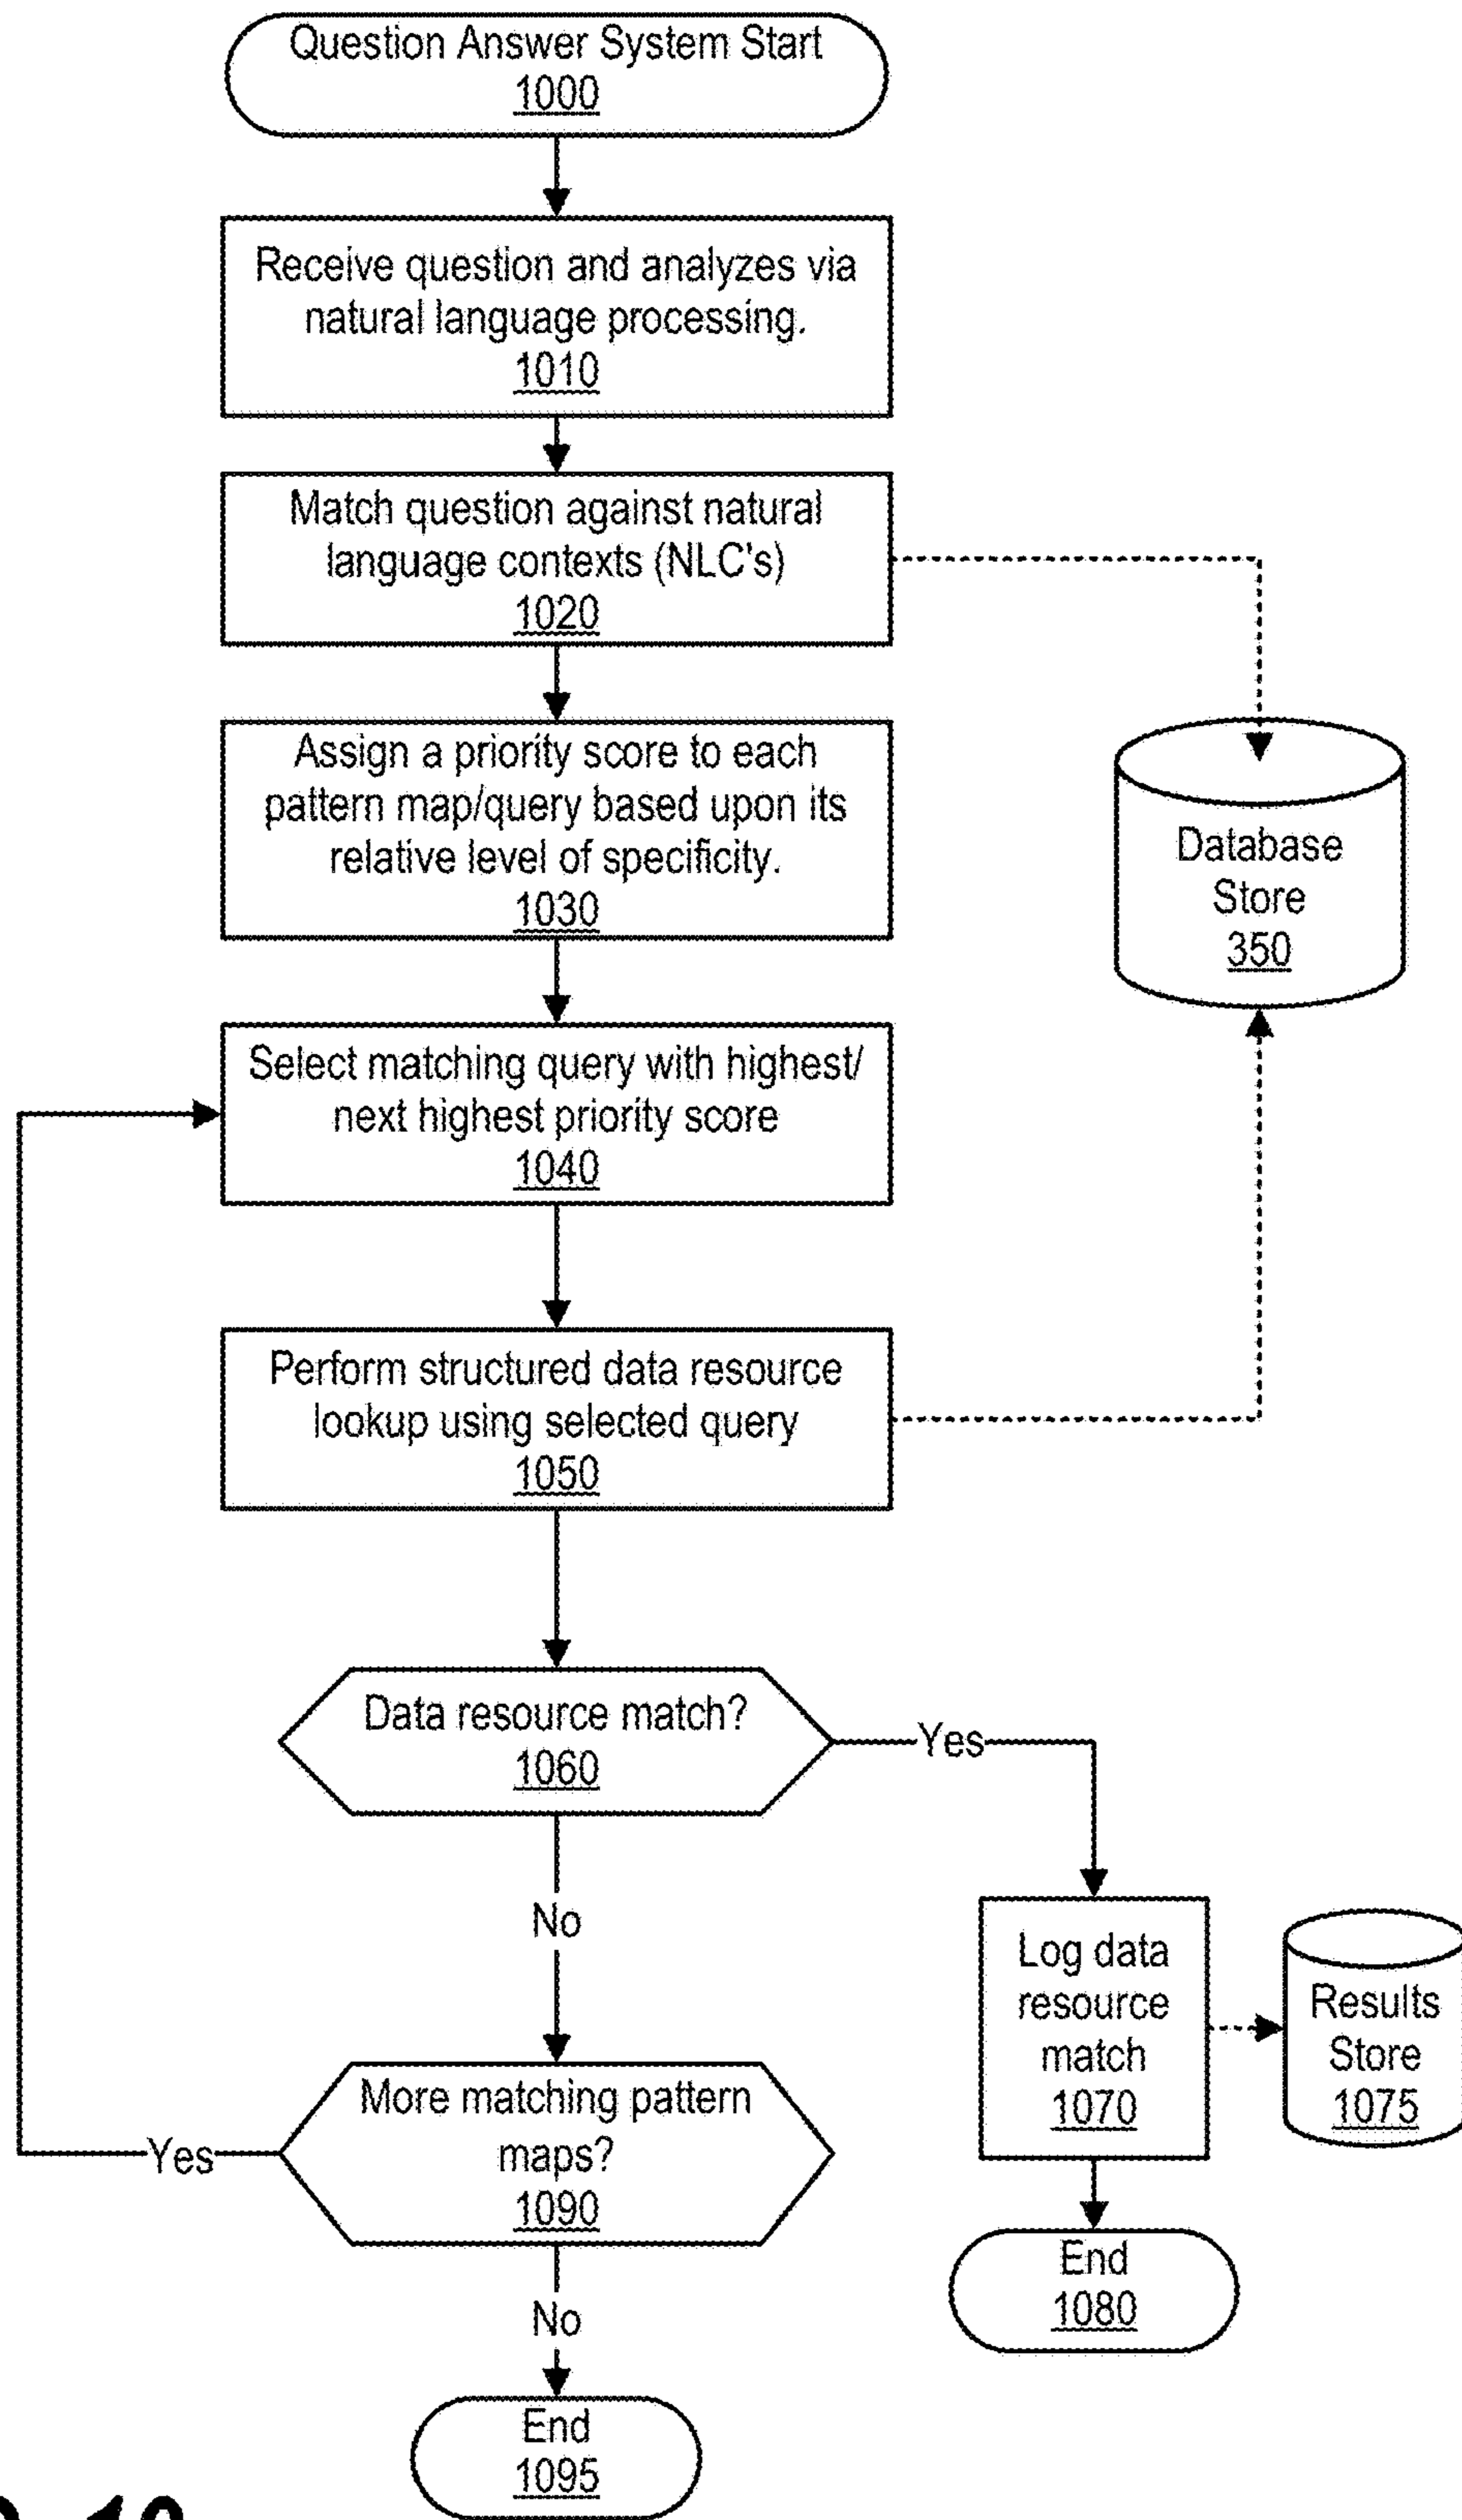 Question Answer System Start
1000
Receive question and analyzes via
natural language processing.
1010
Match question against natural
language contexts (NLC's)
1020
Assign a priority score to each
pattern map/query based upon its
relative level of specificity.
1030
Database
Store
350
Select matching query with highest/
next highest priority score
1040
Perform structured data resource
lookup using selected query
1050
Data resource match?
1060
Yes
No
Log data
resource
match
1070
Results
Store
1075
More matching pattern
maps?
1090
Yes
End
1080
No
End
1095